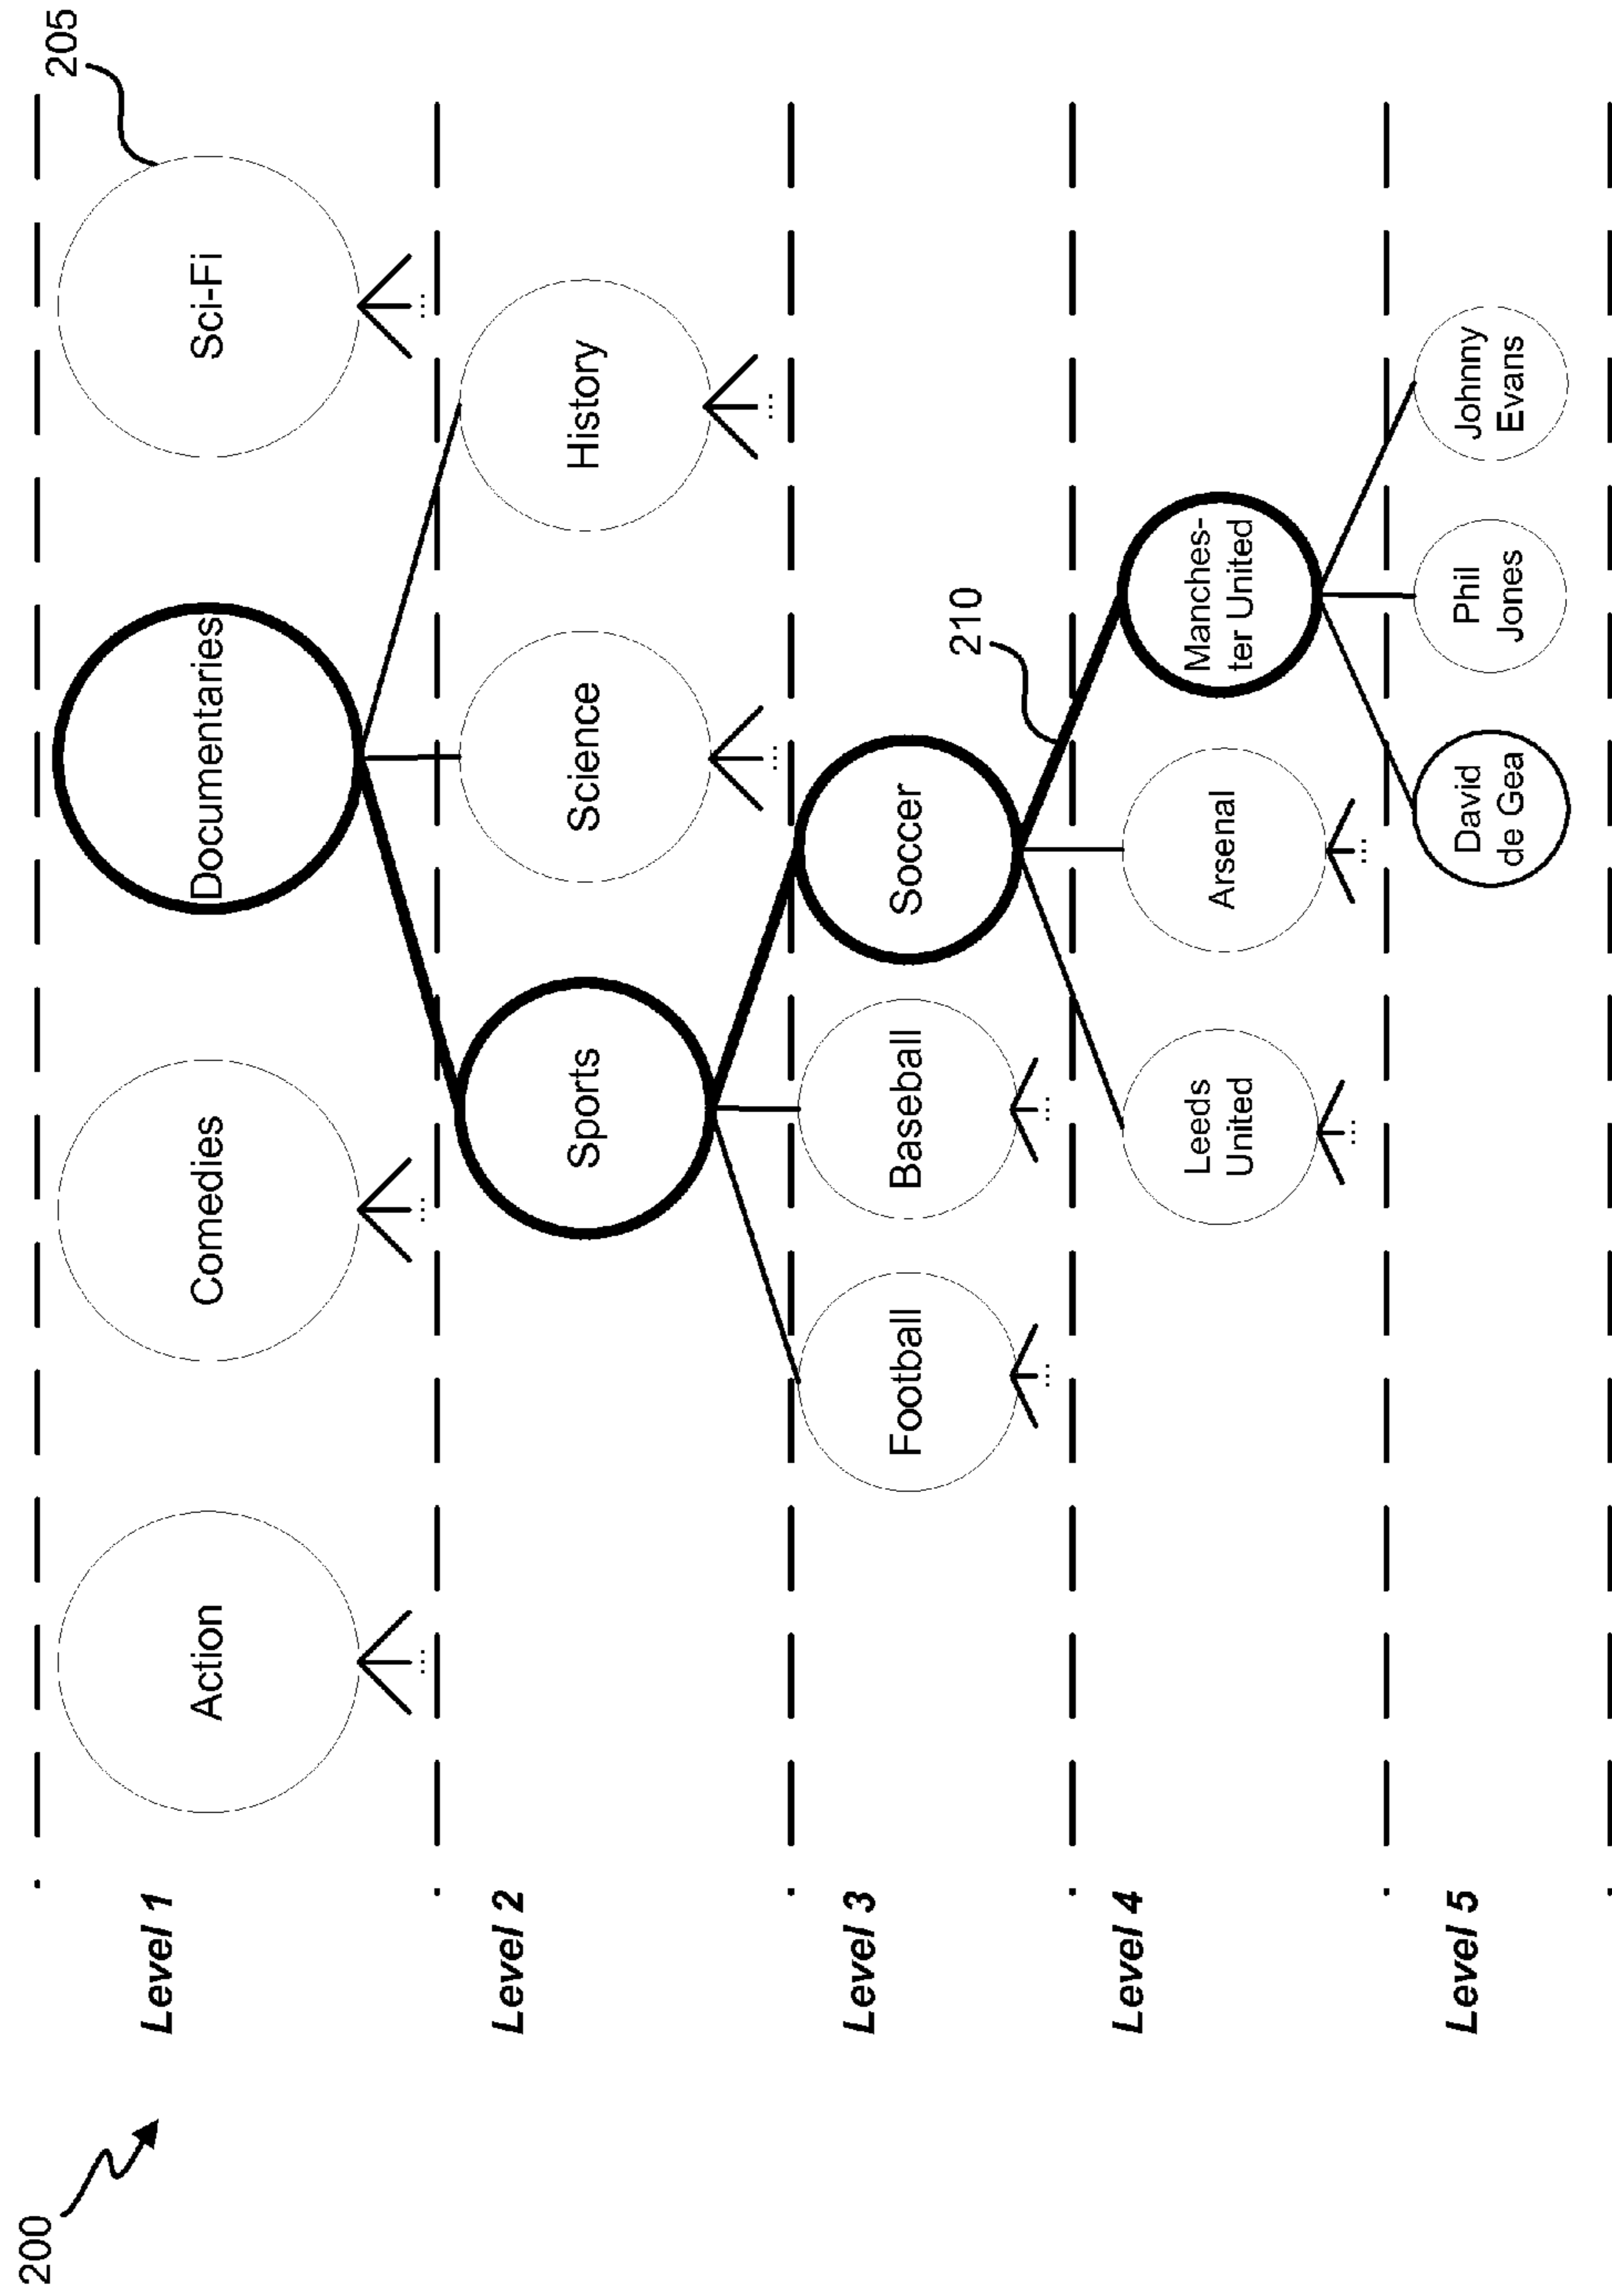 200
205
Level 1
Action
Comedies
Documentaries
Sci-Fi
...
...
...
Level 2
Sports
Science
History
...
...
Level 3
Football
Baseball
Soccer
...
...
210
Level 4
Leeds
United
Arsenal
Manches-
ter United
...
...
Level 5
David
de Gea
Phil
Jones
Johnny
Evans